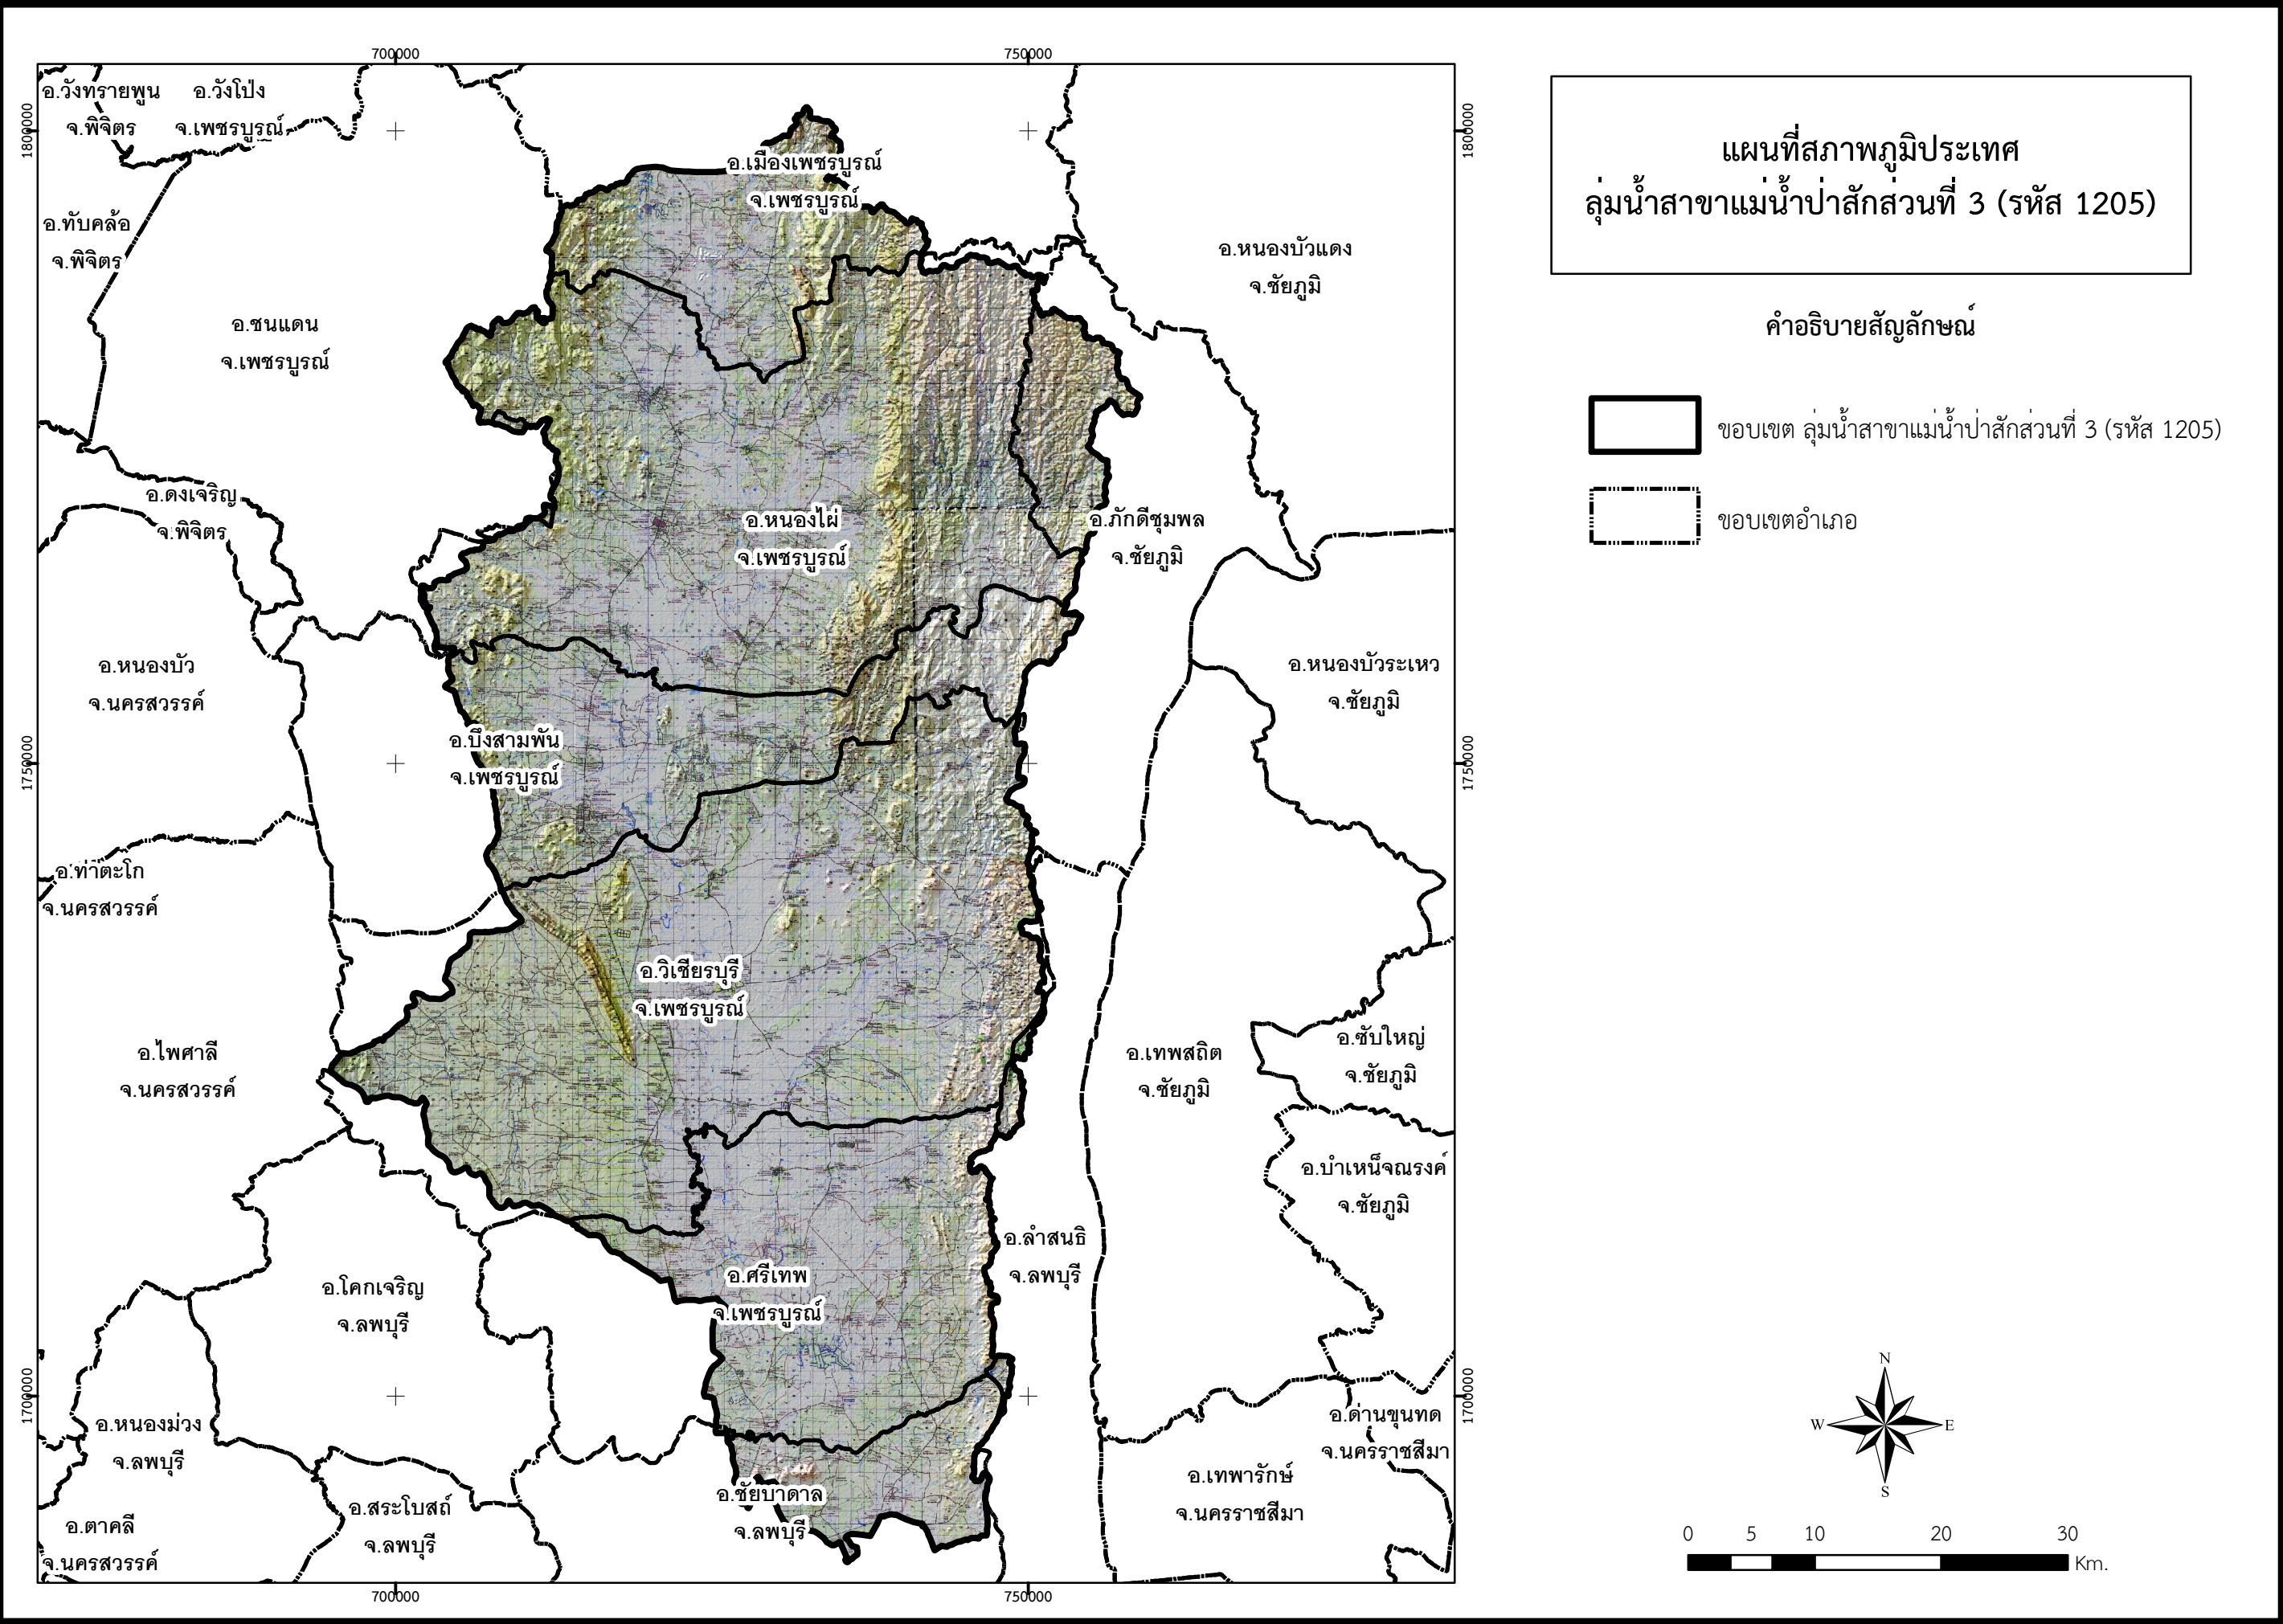 แผนที่สภาพภูมิประเทศ
ลุ่มน้ำสาขาแม่น้ำป่าสักส่วนที่ 3 (รหัส 1205)
คำอธิบายสัญลักษณ์
ขอบเขต ลุ่มน้ำสาขาแม่น้ำป่าสักส่วนที่ 3 (รหัส 1205)
ขอบเขตอำเภอ
700000
750000
1800000
1800000
1750000
1750000
1700000
1700000
700000
750000
อ.วังทรายพูน
จ.พิจิตร
อ.วังโป่ง
จ.เพชรบูรณ์
อ.เมืองเพชรบูรณ์
จ.เพชรบูรณ์
อ.ทับคล้อ
จ.พิจิตร
อ.หนองบัวแดง
จ.ชัยภูมิ
อ.ชนแดน
จ.เพชรบูรณ์
อ.ดงเจริญ
จ.พิจิตร
อ.หนองไผ่
จ.เพชรบูรณ์
อ.ภักดีชุมพล
จ.ชัยภูมิ
อ.หนองบัว
จ.นครสวรรค์
อ.หนองบัวระเหว
จ.ชัยภูมิ
อ.บึงสามพัน
จ.เพชรบูรณ์
อ.ท่าตะโก
จ.นครสวรรค์
อ.วิเชียรบุรี
จ.เพชรบูรณ์
อ.ไพศาลี
จ.นครสวรรค์
อ.เทพสถิต
จ.ชัยภูมิ
อ.ซับใหญ่
จ.ชัยภูมิ
อ.บำเหน็จณรงค์
จ.ชัยภูมิ
อ.ลำสนธิ
จ.ลพบุรี
อ.โคกเจริญ
จ.ลพบุรี
อ.ศรีเทพ
จ.เพชรบูรณ์
อ.หนองม่วง
จ.ลพบุรี
อ.ด่านขุนทด
จ.นครราชสีมา
อ.เทพารักษ์
จ.นครราชสีมา
อ.สระโบสถ์
จ.ลพบุรี
อ.ชัยบาดาล
จ.ลพบุรี
อ.ตาคลี
จ.นครสวรรค์
N
W
E
S
0 5 10 20 30
Km.